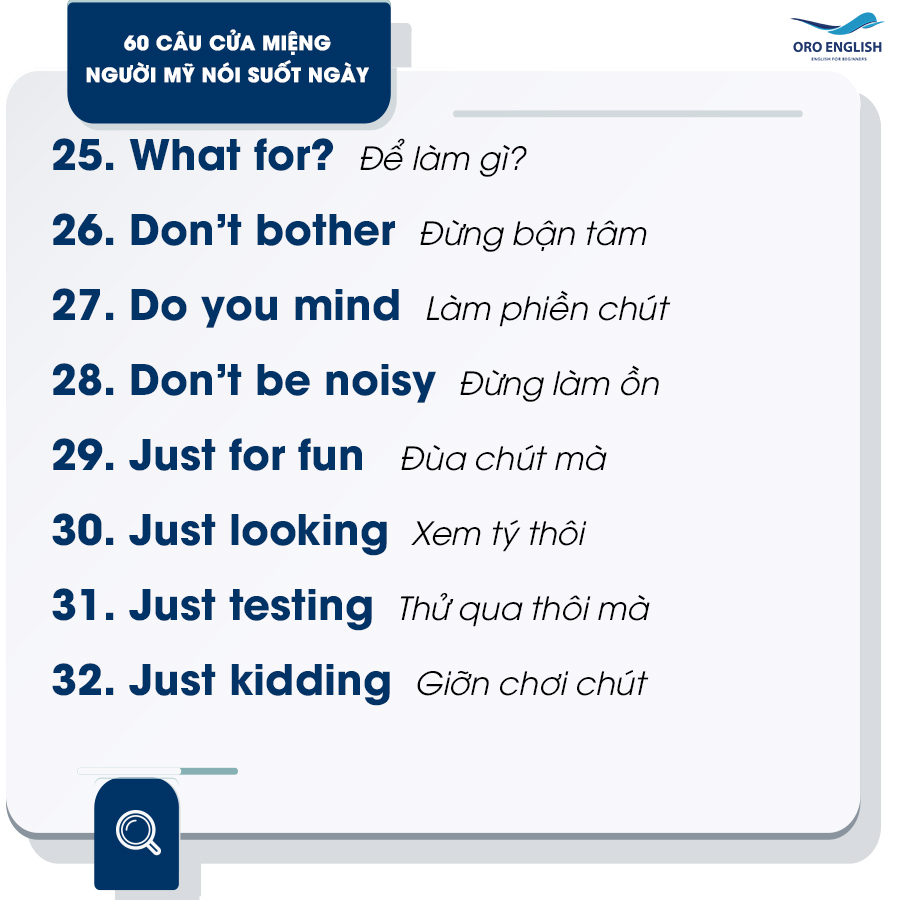 60 CÂU CỬA MIỆNG
NGƯỜI MỸ NÓI SUỐT NGÀY
ORO ENGLISH
ENGLISH FOR BEGINNERS
25. What for? Để làm gì?
26. Don't bother Đừng bận tâm
27. Do you mind Làm phiền chút
28. Don't be noisy Đừng làm ồn
29. Just for fun Đùa chút mà
30. Just looking Xem tý thôi
31. Just testing Thử qua thôi mà
32. Just kidding Giỡn chơi chút